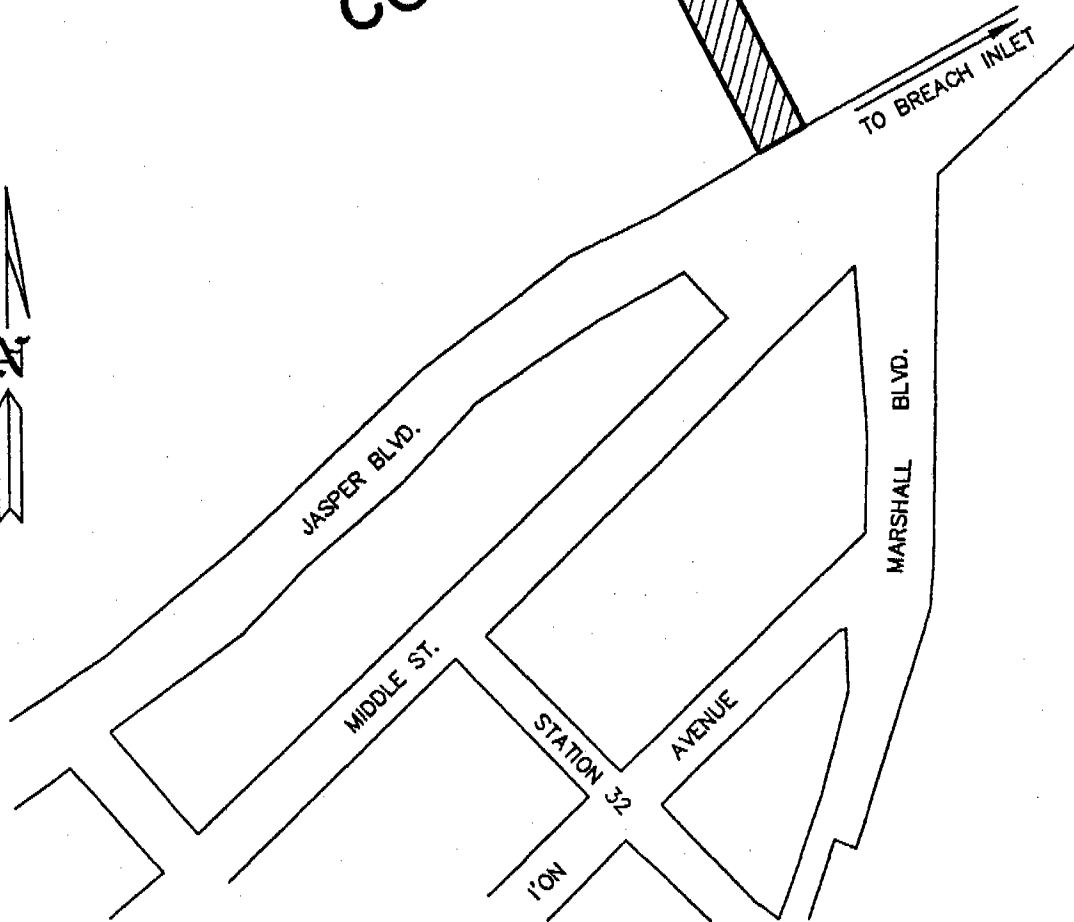 TO BREACH INLET
JASPER BLVD.
MARSHALL BLVD.
MIDDLE ST.
STATION 32
I'ON AVENUE